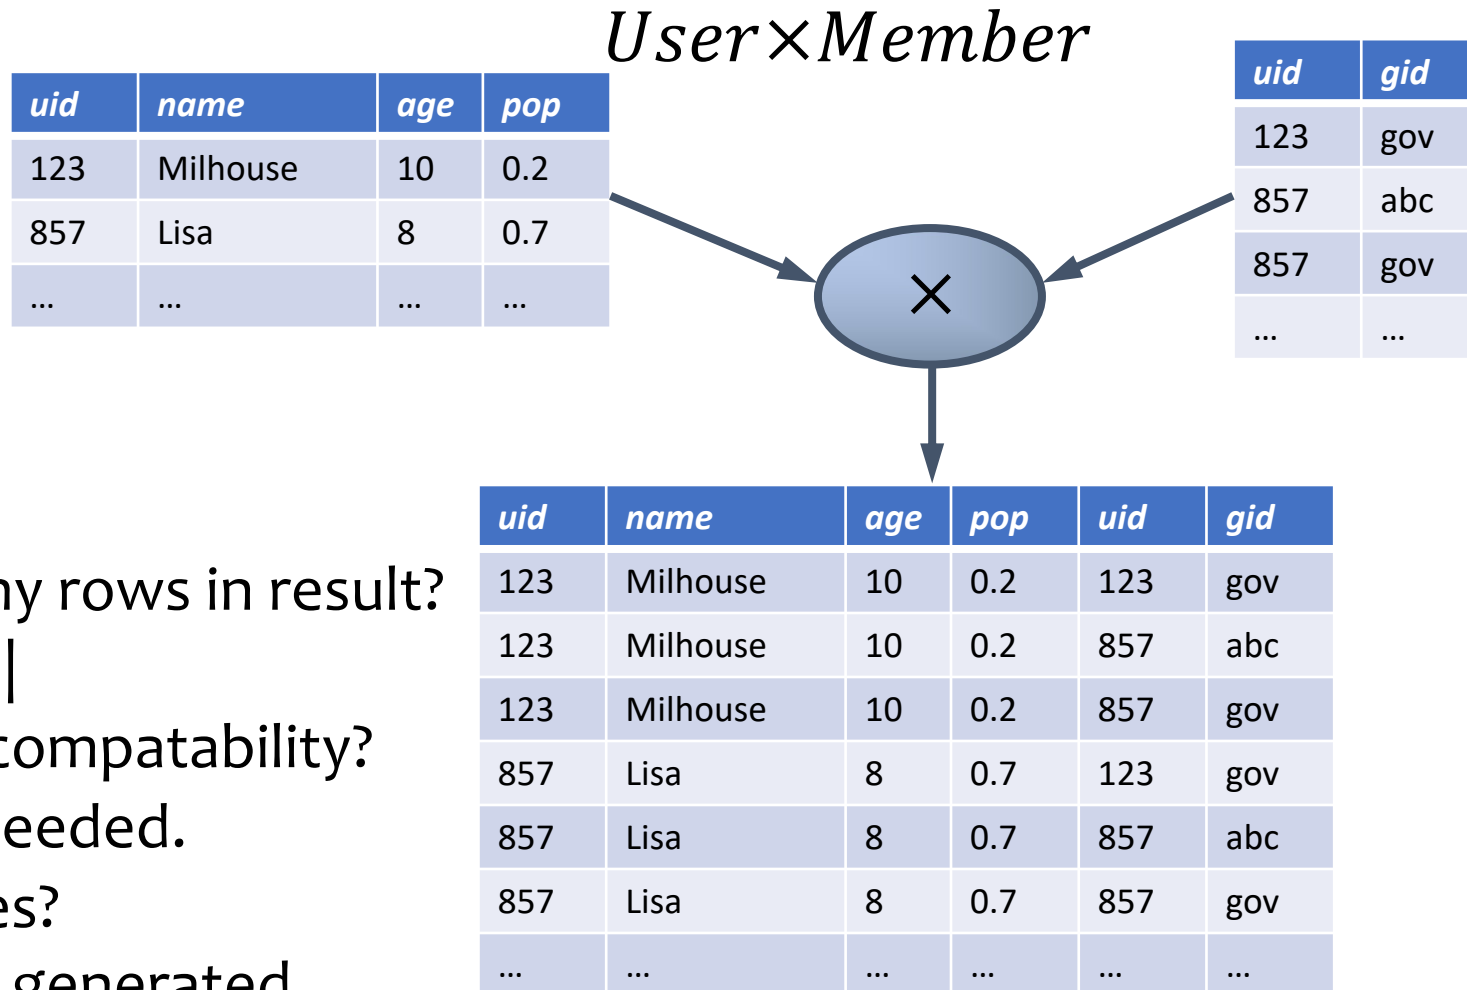 User×Member
uid name age pop
123 Milhouse 10 0.2
857 Lisa 8 0.7
... ... ... ...
uid gid
123 gov
857 abc
857 gov
... ...
×
rows in result?
|
compatability?
uid name age pop uid gid
123 Milhouse 10 0.2 123 gov
123 Milhouse 10 0.2 857 abc
123 Milhouse 10 0.2 857 gov
857 Lisa 8 0.7 123 gov
857 Lisa 8 0.7 857 abc
857 Lisa 8 0.7 857 gov
... ... ... ... ... ...
generated